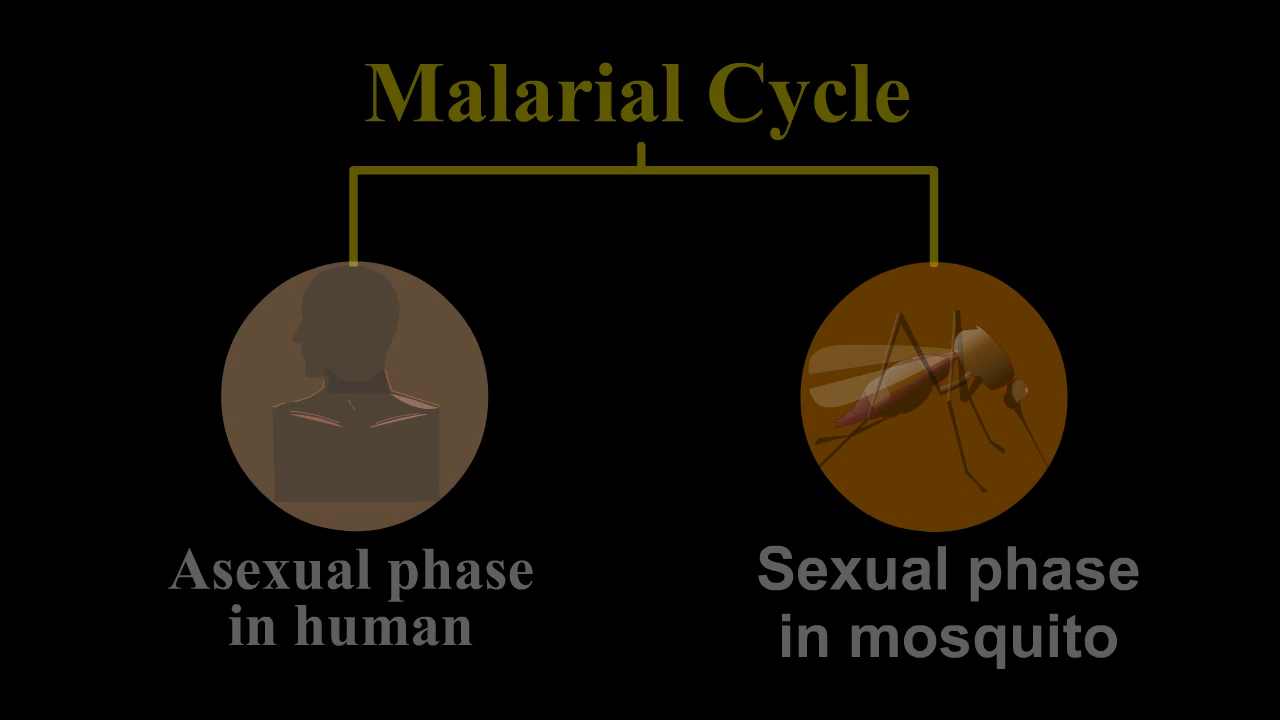 Malarial Cycle
Asexual phase
in human
Sexual phase
in mosquito